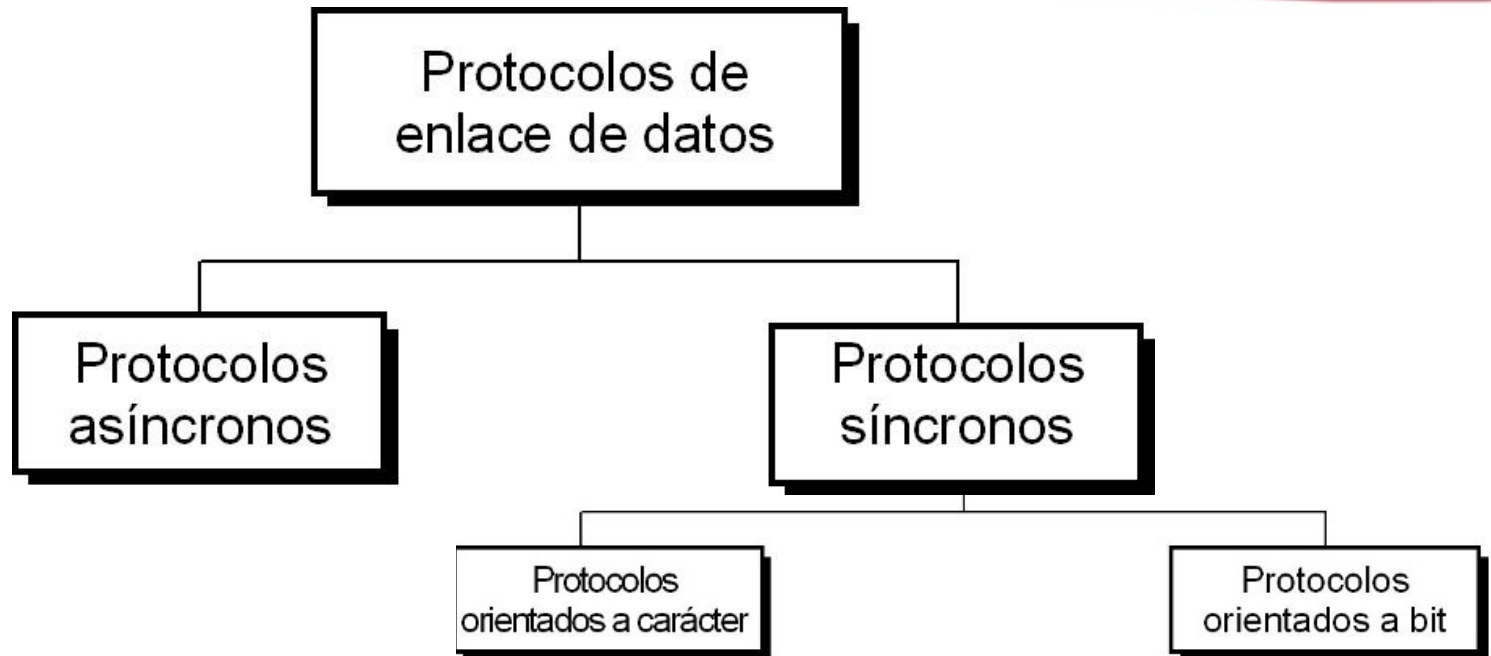 Protocolos de
enlace de datos
Protocolos
asíncronos
Protocolos
síncronos
Protocolos
orientados a carácter
Protocolos
orientados a bit